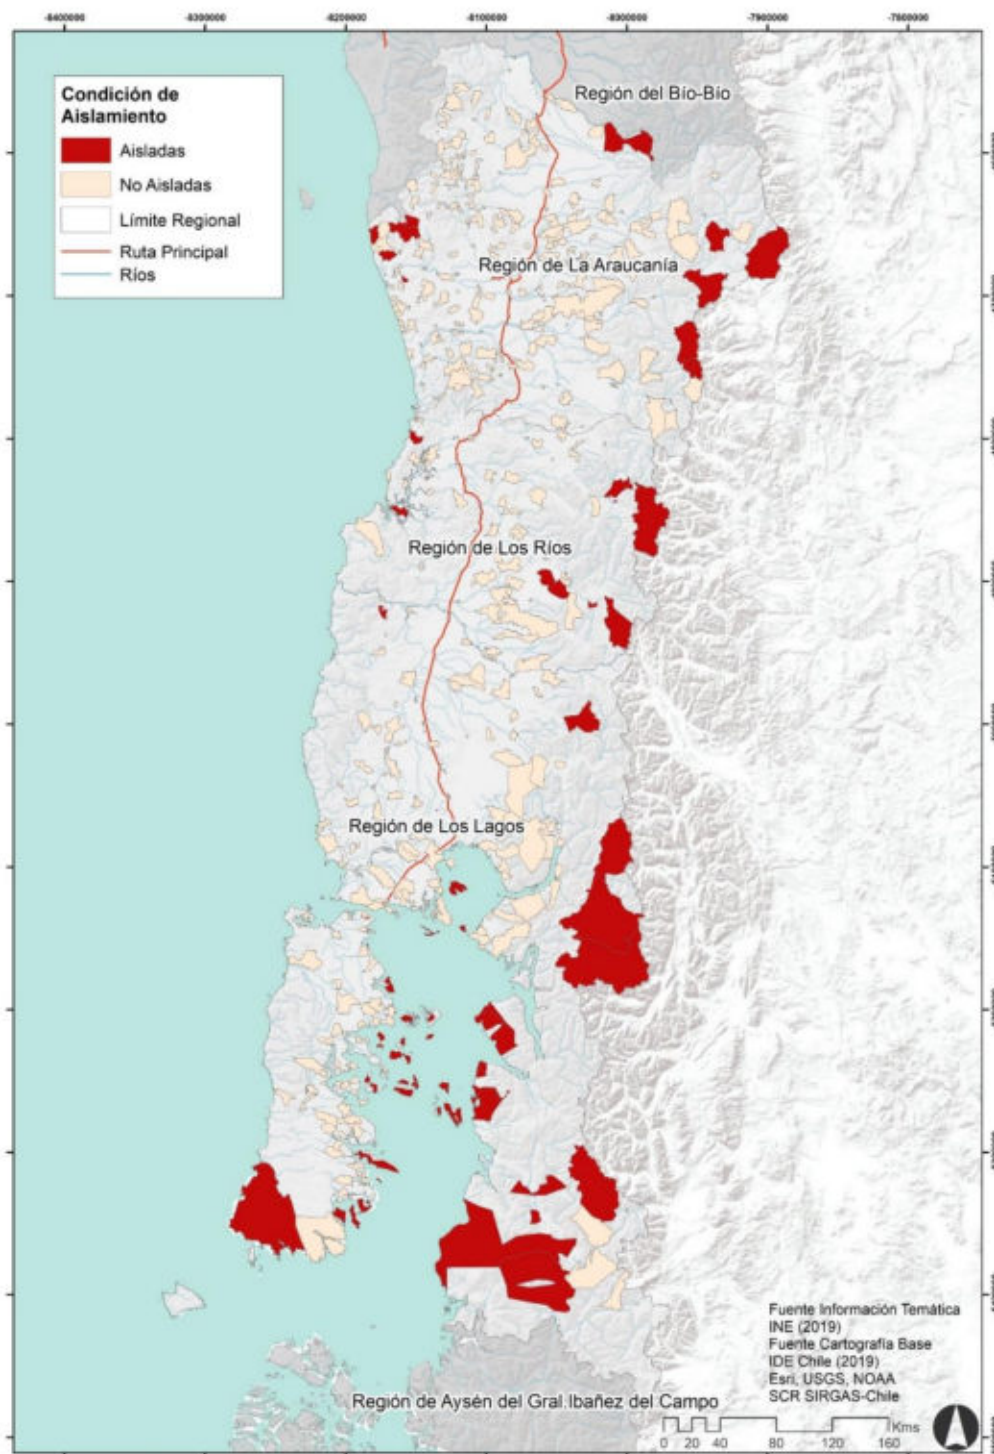 -8400000 -8300000 -8200000 -8100000 -8000000 -7900000 -7800000
Condición de
Aislamiento
Aisladas
No Aisladas
Límite Regional
Ruta Principal
Ríos
Región del Bío-Bío
Región de La Araucanía
Región de Los Ríos
Región de Los Lagos
Región de Aysén del Gral.Ibañez del Campo
Fuente Información Temática
INE (2019)
Fuente Cartografía Base
IDE Chile (2019)
Esri, USGS, NOAA
SCR SIRGAS-Chile
Kms
0 20 40 80 120 160